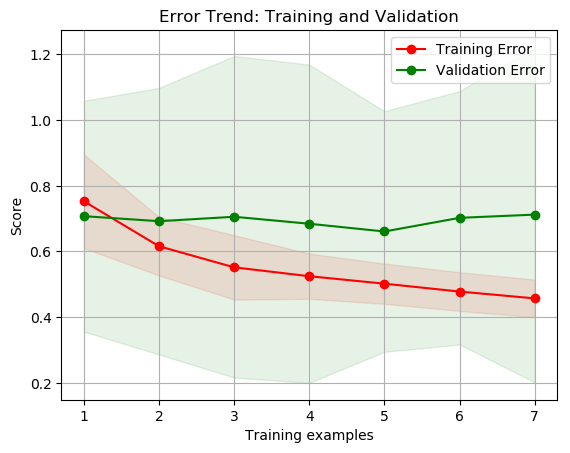 Error Trend: Training and Validation
Training Error
Validation Error
Score
1.2
1.0
0.8
0.6
0.4
0.2
1 2 3 4 5 6 7
Training examples